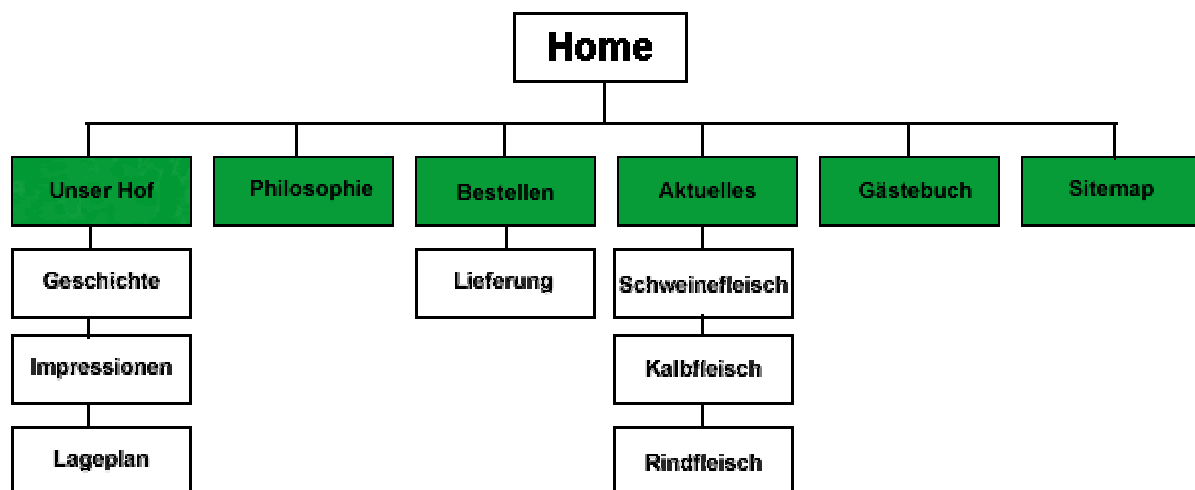 Home
Unser Hof
Philosophie
Bestellen
Aktuelles
Gästebuch
Sitemap
Geschichte
Lieferung
Schweinefleisch
Impressionen
Kalbfleisch
Lageplan
Rindfleisch